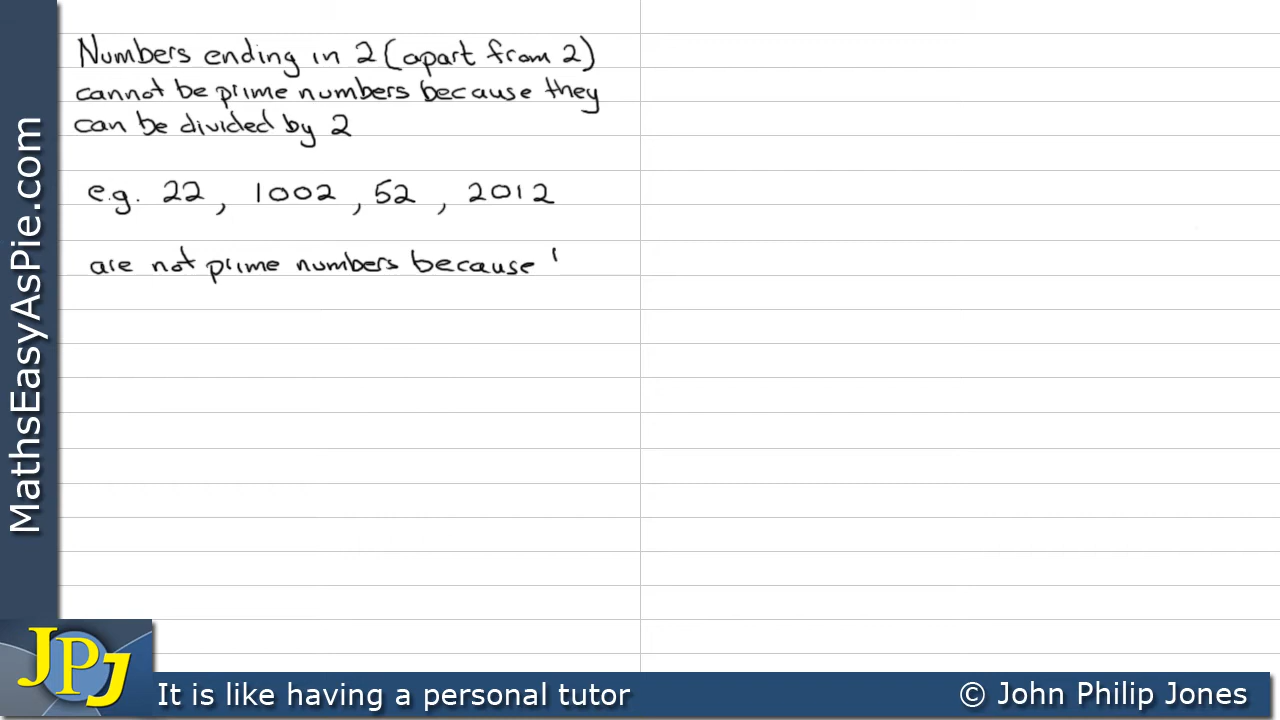 Numbers ending in 2 (apart from 2)
cannot be prime numbers because they
can be divided by 2
e.g. 22, 1002, 52, 2012
are not prime numbers because
MathsEasyAsPie.com
JPJ
It is like having a personal tutor
© John Philip Jones